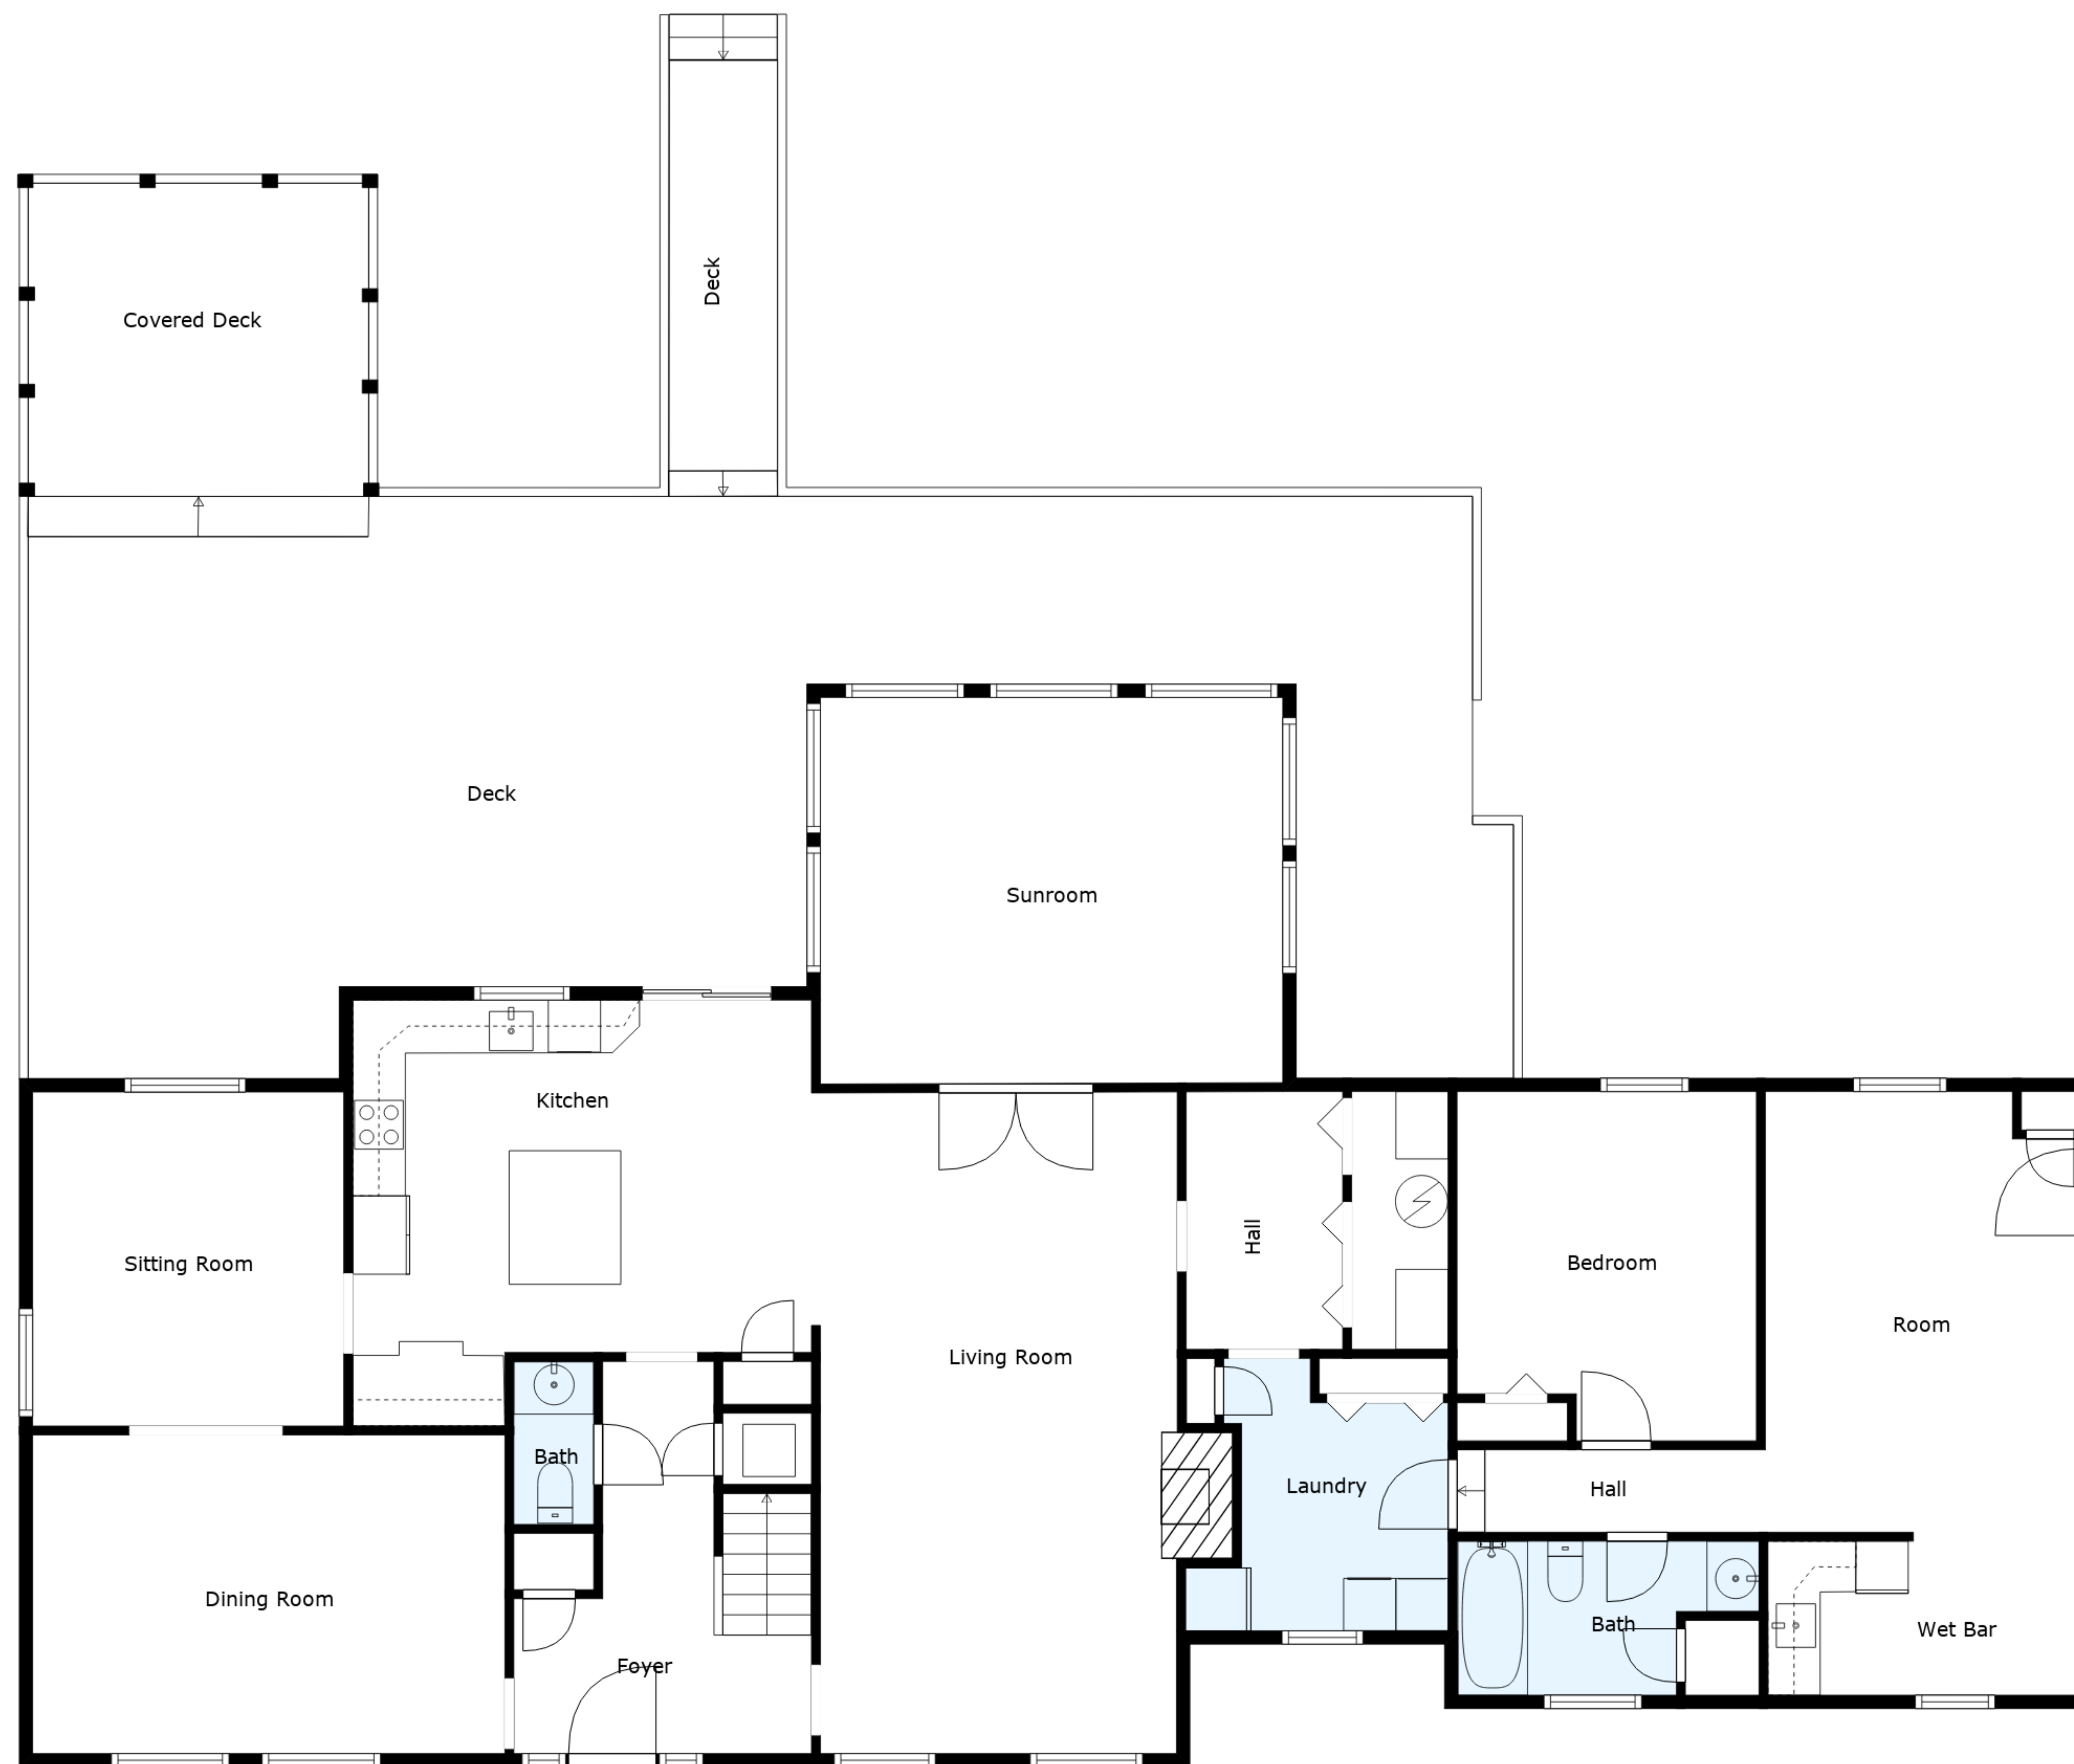 Deck
Covered Deck
Deck
Sunroom
Kitchen
Hall
Sitting Room
Bedroom
Room
Living Room
Bath
Laundry
Hall
Dining Room
Bath
Wet Bar
Foyer